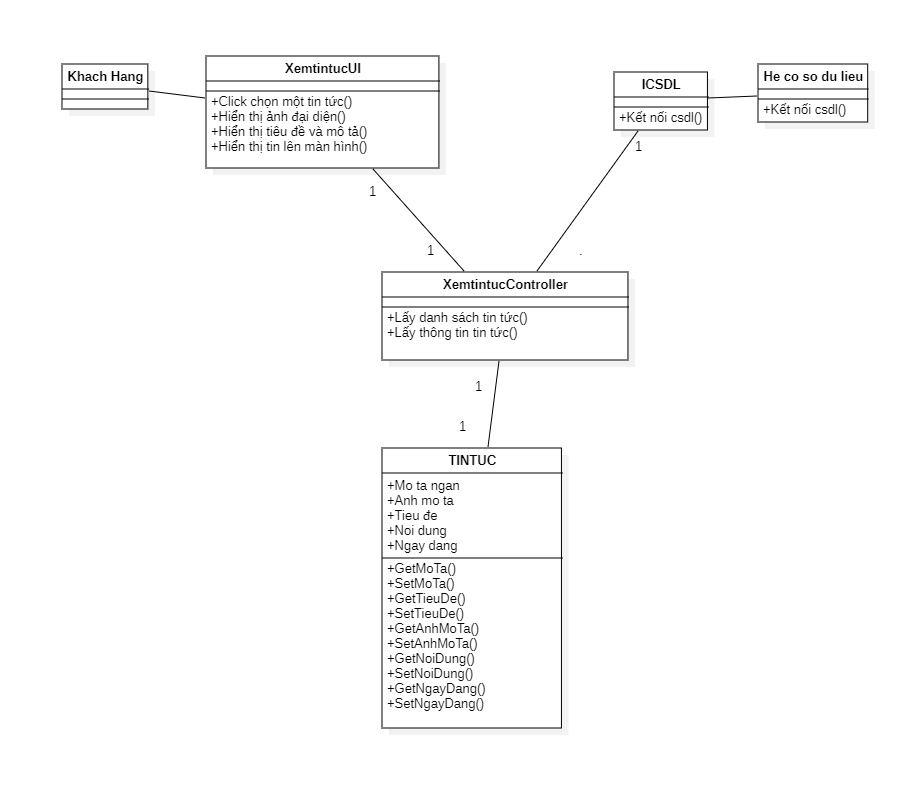 Khach Hang
XemtintucUI
+Click chọn một tin tức()
+Hiển thị ảnh đại diện()
+Hiển thị tiêu đề và mô tả()
+Hiển thị tin lên màn hình()
ICSDL
+Kết nối csdl()
He co so du lieu
+Kết nối csdl()
1
1
1
.
XemtintucController
+Lấy danh sách tin tức()
+Lấy thông tin tin tức()
1
1
TINTUC
+Mo ta ngan
+Anh mo ta
+Tieu đe
+Noi dung
+Ngay dang
+GetMoTa()
+SetMoTa()
+GetTieuDe()
+SetTieuDe()
+GetAnhMoTa()
+SetAnhMoTa()
+GetNoiDung()
+SetNoiDung()
+GetNgayDang()
+SetNgayDang()